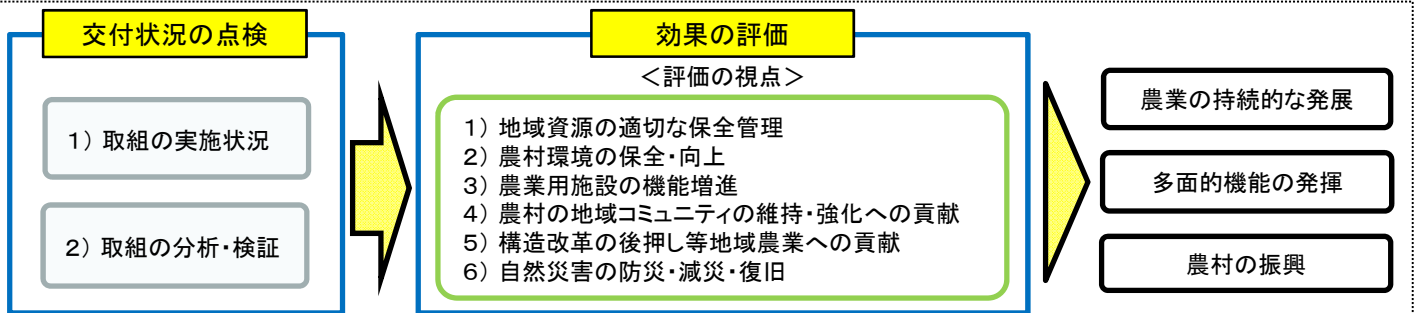 交付状況の点検
1）取組の実施状況
2）取組の分析・検証
効果の評価
＜評価の視点＞
1）地域資源の適切な保全管理
2）農村環境の保全・向上
3）農業用施設の機能増進
4）農村の地域コミュニティの維持・強化への貢献
5）構造改革の後押し等地域農業への貢献
6）自然災害の防災・減災・復旧
農業の持続的な発展
多面的機能の発揮
農村の振興